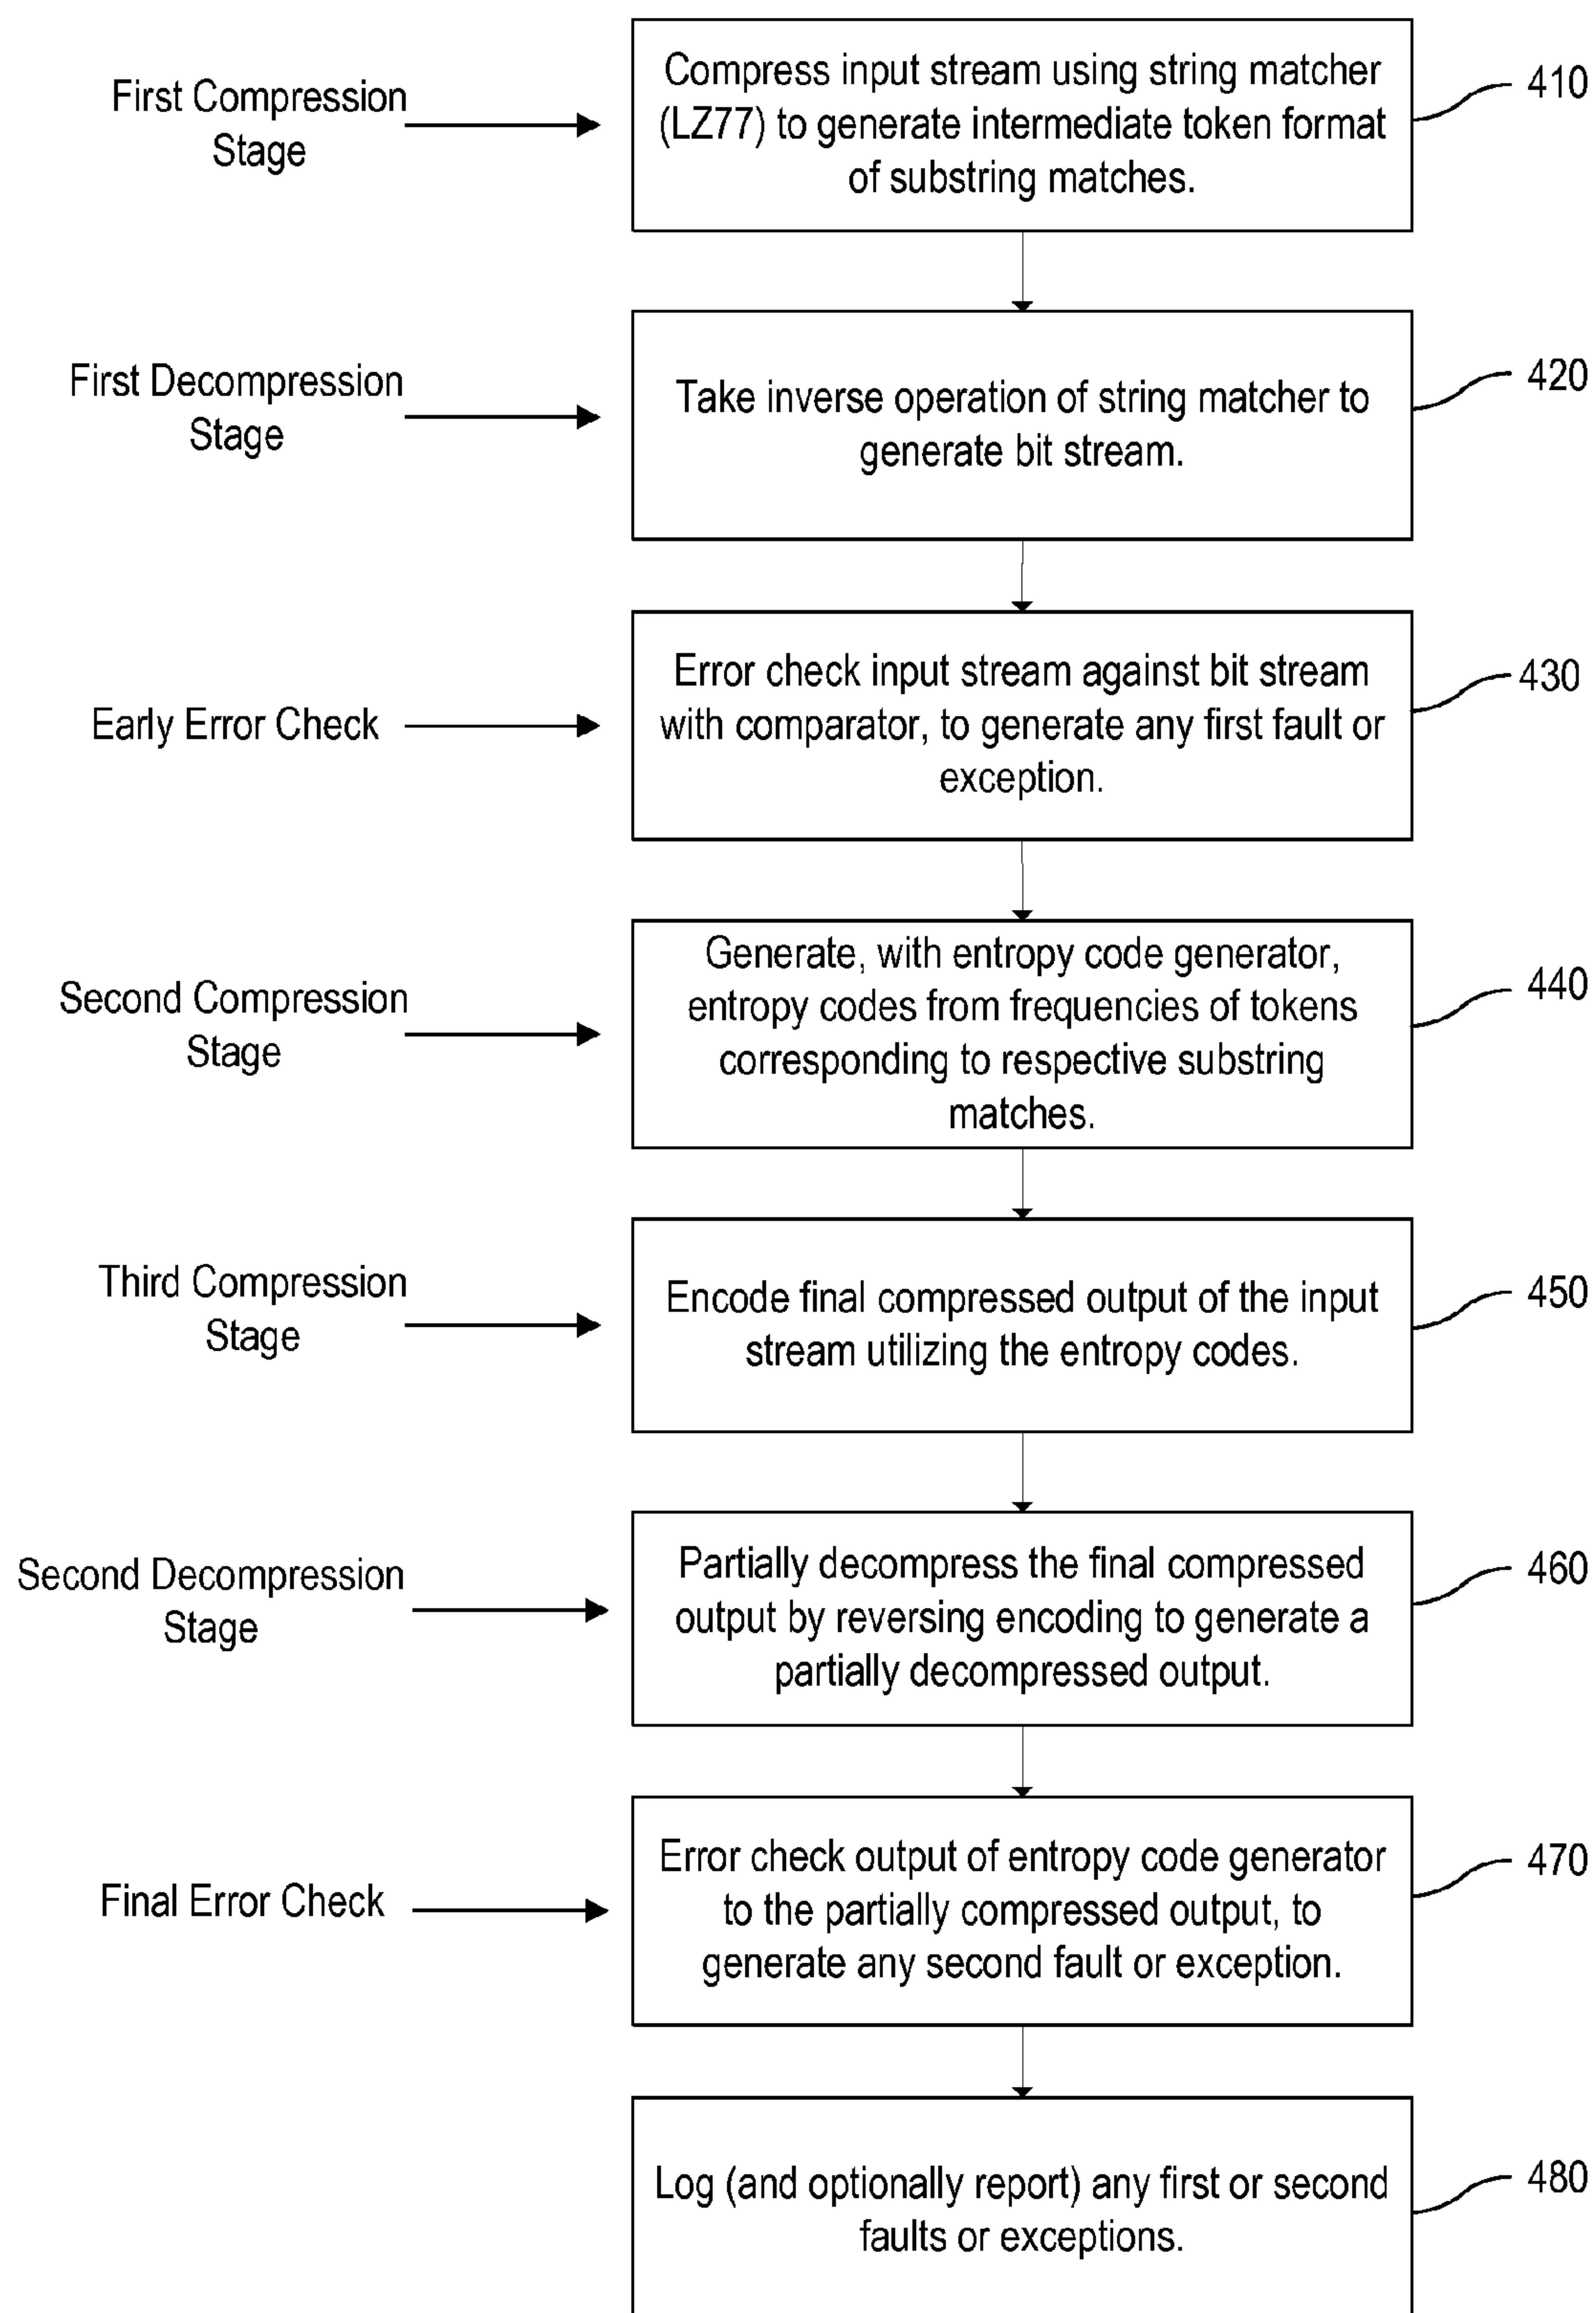 First Compression
Stage
Compress input stream using string matcher
(LZ77) to generate intermediate token format
of substring matches.
410
First Decompression
Stage
Take inverse operation of string matcher to
generate bit stream.
420
Early Error Check
Error check input stream against bit stream
with comparator, to generate any first fault or
exception.
430
Second Compression
Stage
Generate, with entropy code generator,
entropy codes from frequencies of tokens
corresponding to respective substring
matches.
440
Third Compression
Stage
Encode final compressed output of the input
stream utilizing the entropy codes.
450
Second Decompression
Stage
Partially decompress the final compressed
output by reversing encoding to generate a
partially decompressed output.
460
Final Error Check
Error check output of entropy code generator
to the partially compressed output, to
generate any second fault or exception.
470
Log (and optionally report) any first or second
faults or exceptions.
480